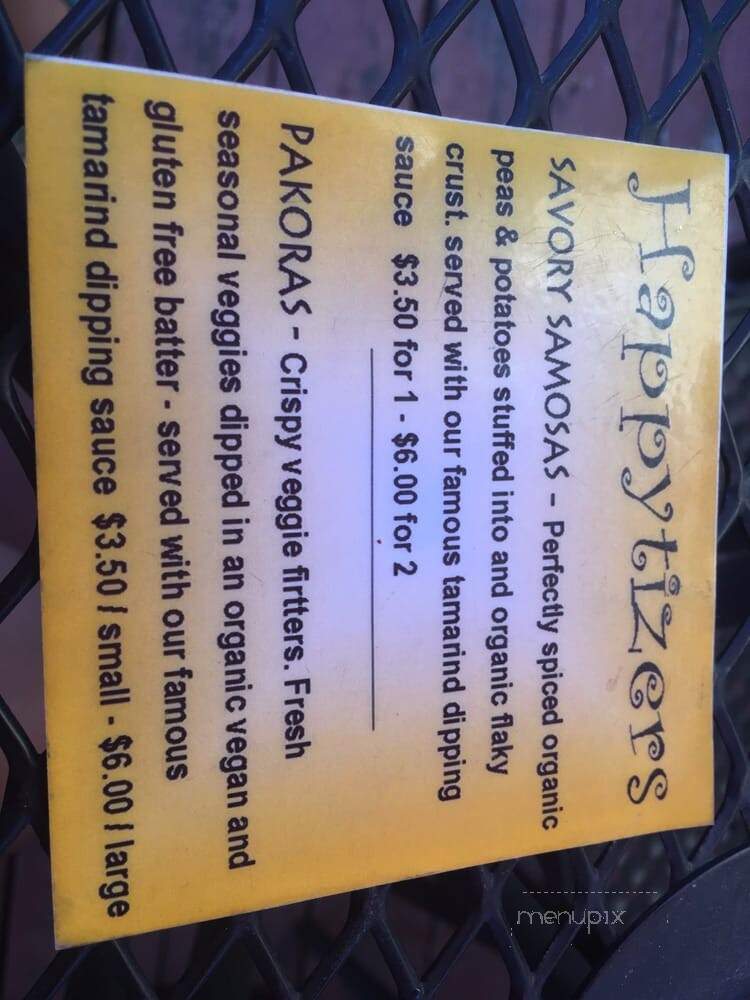 Happytizers
SAVORY SAMOSAS – Perfectly spiced organic
peas & potatoes stuffed into and organic flaky
crust. served with our famous tamarind dipping
sauce $3.50 for 1 - $6.00 for 2
PAKORAS - Crispy veggie firtters. Fresh
seasonal veggies dipped in an organic vegan and
gluten free batter - served with our famous
tamarind dipping sauce $3.50 / small - $6.00 / large
menupix